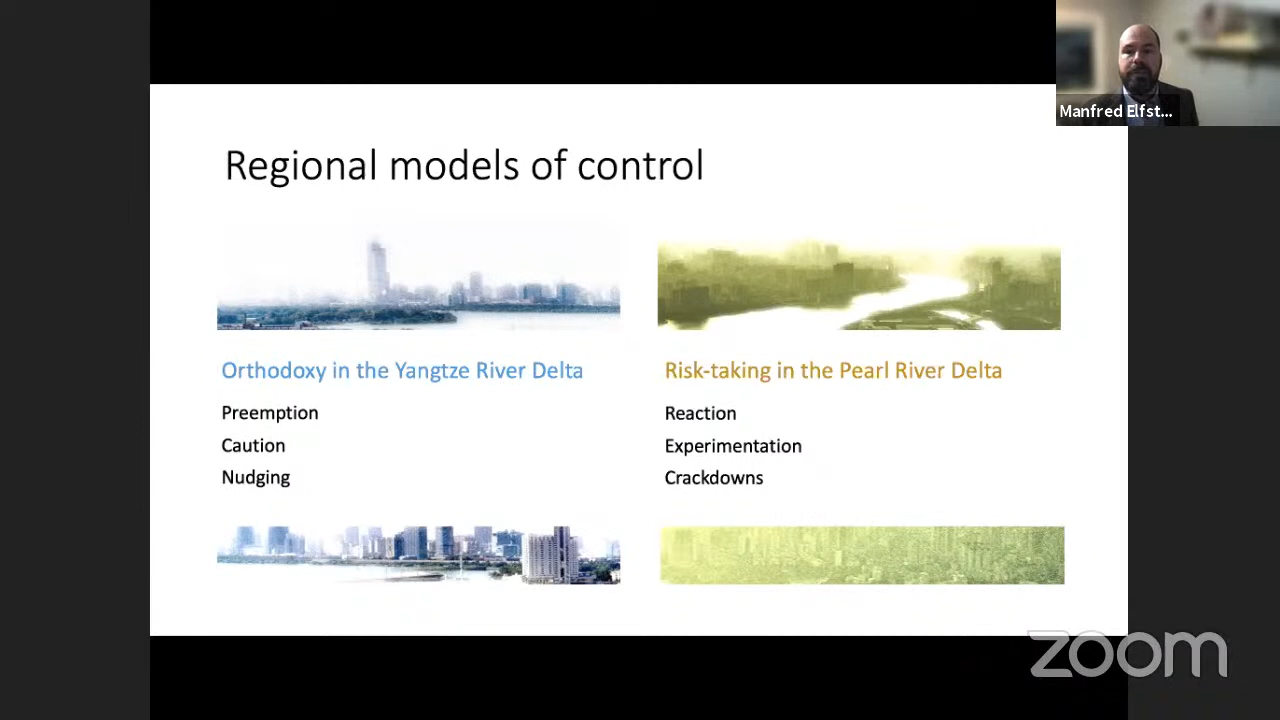 Manfred Elfst...
Regional models of control
Orthodoxy in the Yangtze River Delta
Preemption
Caution
Nudging
Risk-taking in the Pearl River Delta
Reaction
Experimentation
Crackdowns
zoom